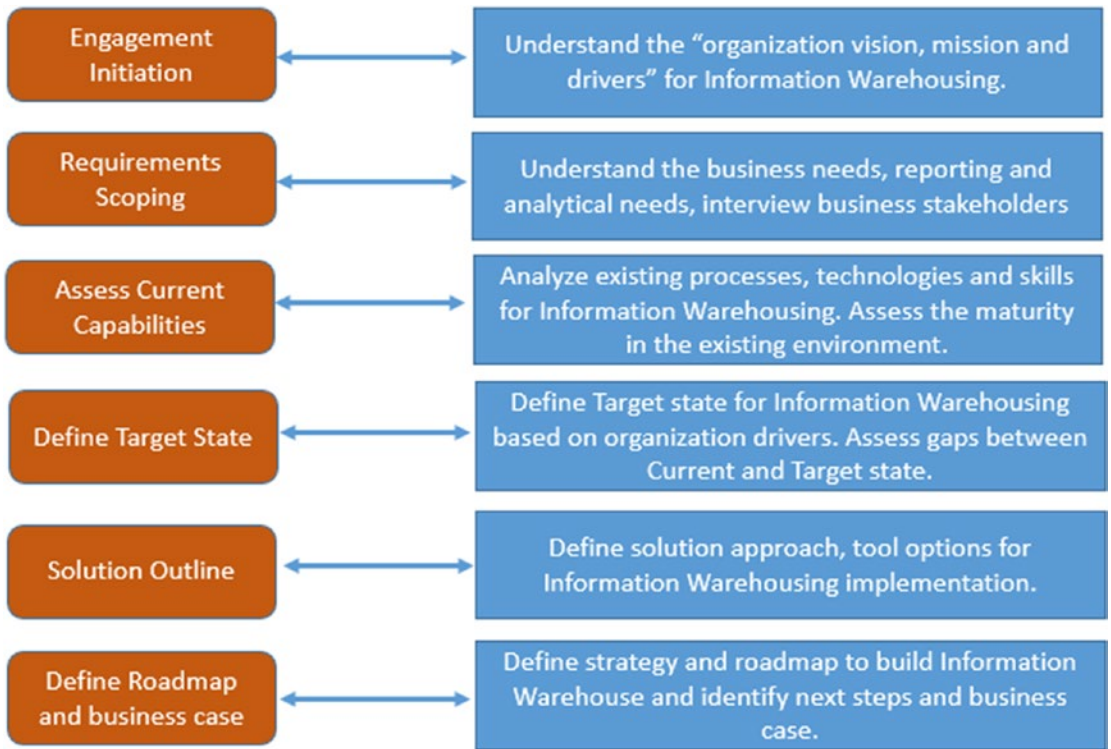 Engagement
Initiation
Understand the “organization vision, mission and
drivers” for Information Warehousing.
Requirements
Scoping
Understand the business needs, reporting and
analytical needs, interview business stakeholders
Assess Current
Capabilities
Analyze existing processes, technologies and skills
for Information Warehousing. Assess the maturity
in the existing environment.
Define Target State
Define Target state for Information Warehousing
based on organization drivers. Assess gaps between
Current and Target state.
Solution Outline
Define solution approach, tool options for
Information Warehousing implementation.
Define Roadmap
and business case
Define strategy and roadmap to build Information
Warehouse and identify next steps and business
case.